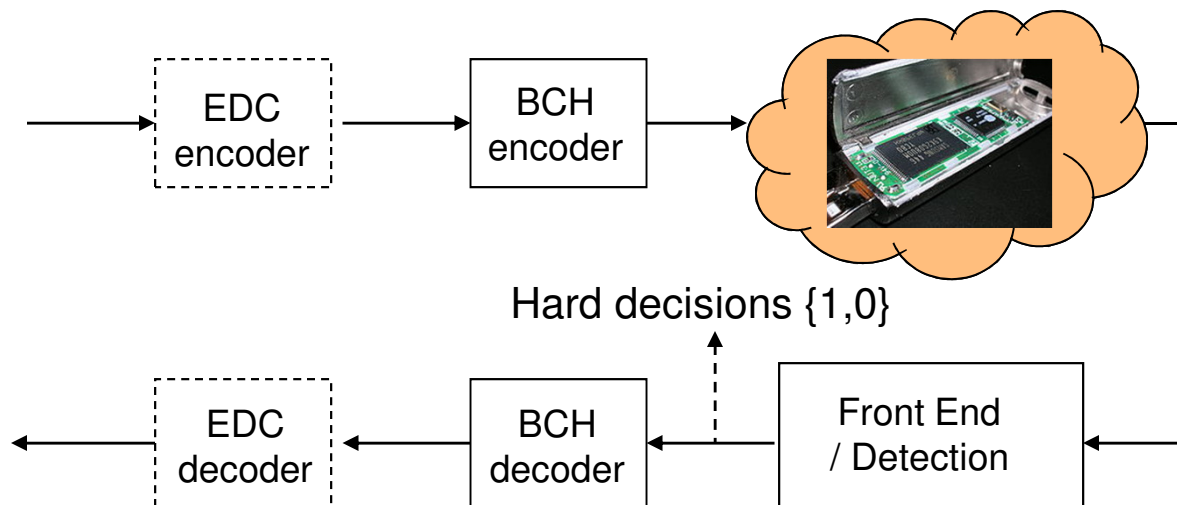 EDC
encoder
BCH
encoder
Hard decisions {1,0}
EDC
decoder
BCH
decoder
Front End
/ Detection